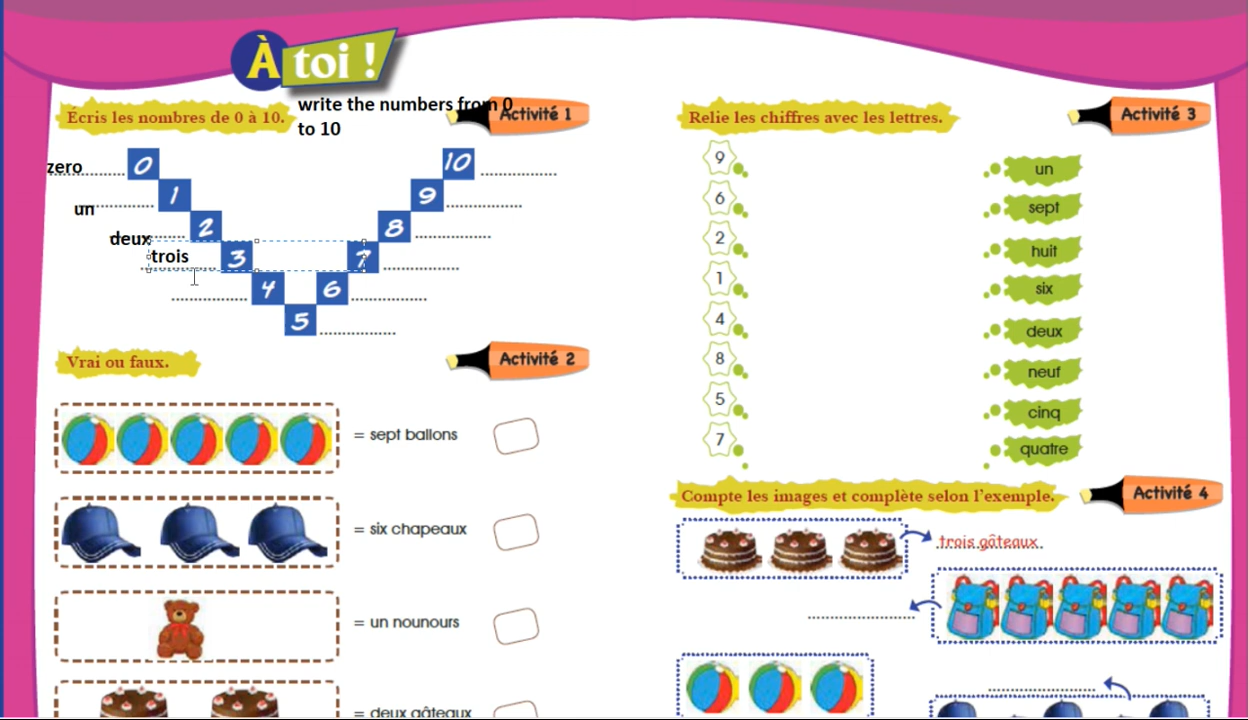 À toi !
Écris les nombres de 0 à 10.
write the numbers from 0
to 10
Activité 1
zero
0
10
un
1
9
deux
2
8
trois
3
7
4
6
5
Vrai ou faux.
Activité 2
= sept ballons
= six chapeaux
= un nounours
= deux gâteaux
Relie les chiffres avec les lettres.
Activité 3
9
un
6
sept
2
huit
1
six
4
deux
8
neuf
5
cinq
7
quatre
Compte les images et complète selon l'exemple.
Activité 4
trois gâteaux